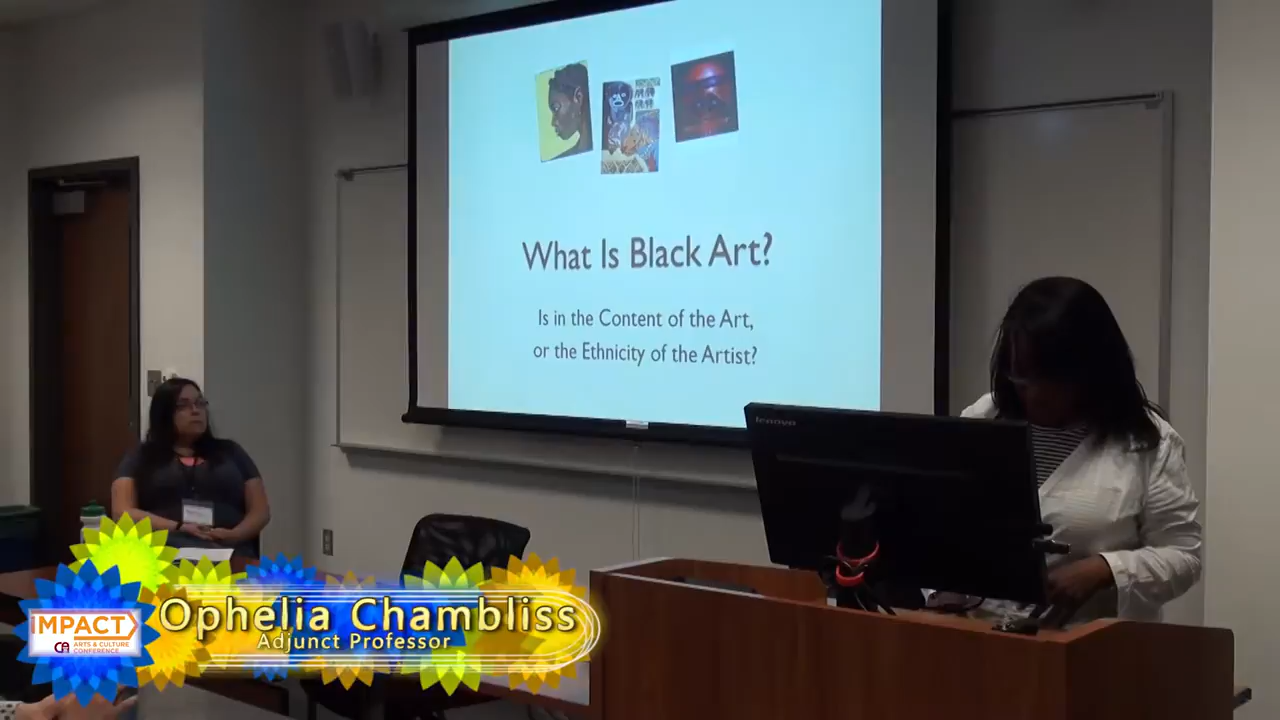 What Is Black Art?
Is in the Content of the Art,
or the Ethnicity of the Artist?
lenovo
Ophelia Chambliss
Adjunct Professor
IMPACT
CA ARTS & CULTURE
CONFERENCE